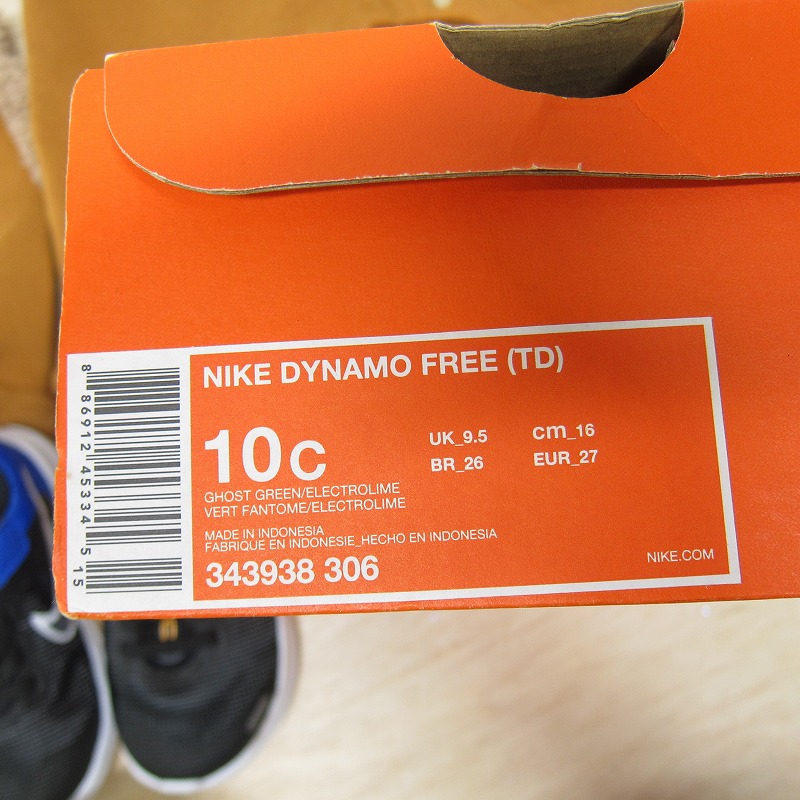 NIKE DYNAMO FREE (TD)
10C
UK_9.5 cm_16
BR_26 EUR_27
GHOST GREEN/ELECTROLIME
VERT FANTOME/ELECTROLIME
MADE IN INDONESIA
FABRIQUE EN INDONESIE_HECHO EN INDONESIA
343938 306
NIKE.COM
8 86912 45334 5 15